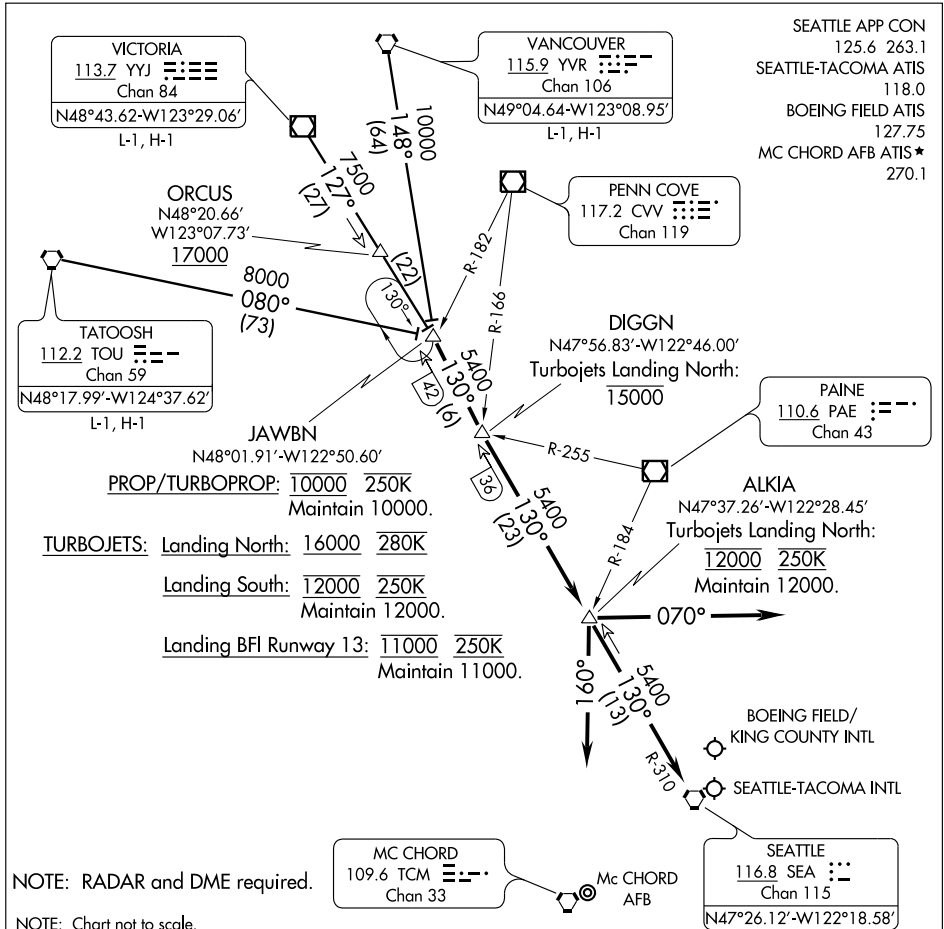 SEATTLE APP CON
125.6 263.1
SEATTLE-TACOMA ATIS
118.0
BOEING FIELD ATIS
127.75
MC CHORD AFB ATIS★
270.1
VICTORIA
113.7 YYJ
Chan 84
N48°43.62-W123°29.06′
L-1, H-1
VANCOUVER
115.9 YVR
Chan 106
N49°04.64-W123°08.95′
L-1, H-1
10000
148°
(64)
7500
127°
(27)
PENN COVE
117.2 CVV
Chan 119
ORCUS
N48°20.66′
W123°07.73′
17000
(22)
R-182
R-166
8000
080°
(73)
130°
TATOOSH
112.2 TOU
Chan 59
N48°17.99′-W124°37.62′
L-1, H-1
DIGGN
N47°56.83′-W122°46.00′
Turbojets Landing North:
15000
5400
130°
(6)
42
PAINE
110.6 PAE
Chan 43
JAWBN
N48°01.91′-W122°50.60′
PROP/TURBOPROP: 10000 250K
Maintain 10000.
TURBOJETS: Landing North: 16000 280K
Landing South: 12000 250K
Maintain 12000.
Landing BFI Runway 13: 11000 250K
Maintain 11000.
R-255
36
5400
130°
(23)
R-184
ALKIA
N47°37.26′-W122°28.45′
Turbojets Landing North:
12000 250K
Maintain 12000.
070°
160°
5400
130°
(13)
R-310
BOEING FIELD/
KING COUNTY INTL
SEATTLE-TACOMA INTL
SEATTLE
116.8 SEA
Chan 115
N47°26.12′-W122°18.58′
MC CHORD
109.6 TCM
Chan 33
Mc CHORD
AFB
NOTE: RADAR and DME required.
NOTE: Chart not to scale.